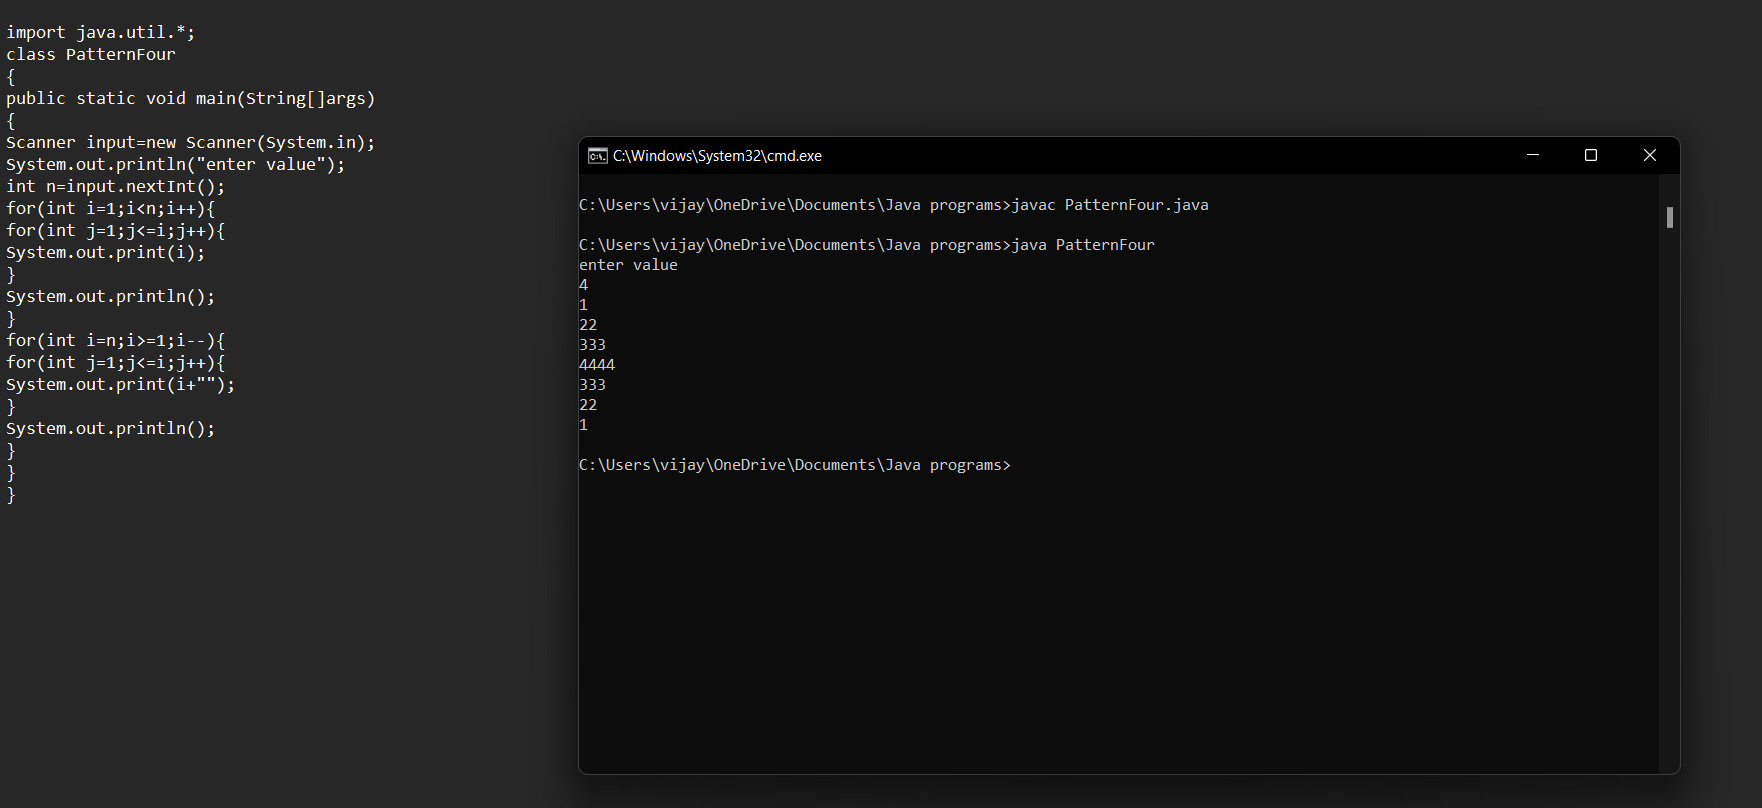 import java.util.*;
class PatternFour
{
public static void main(String[]args)
{
Scanner input=new Scanner(System.in);
System.out.println("enter value");
int n=input.nextInt();
for(int i=1;i<n;i++){
for(int j=1;j<=i;j++){
System.out.print(i);
}
System.out.println();
}
for(int i=n;i>=1;i--){
for(int j=1;j<=i;j++){
System.out.print(i+"");
}
System.out.println();
}
}
}
C:\Windows\System32\cmd.exe
C:\Users\vijay\OneDrive\Documents\Java programs>javac PatternFour.java
C:\Users\vijay\OneDrive\Documents\Java programs>java PatternFour
enter value
4
1
22
333
4444
333
22
1
C:\Users\vijay\OneDrive\Documents\Java programs>